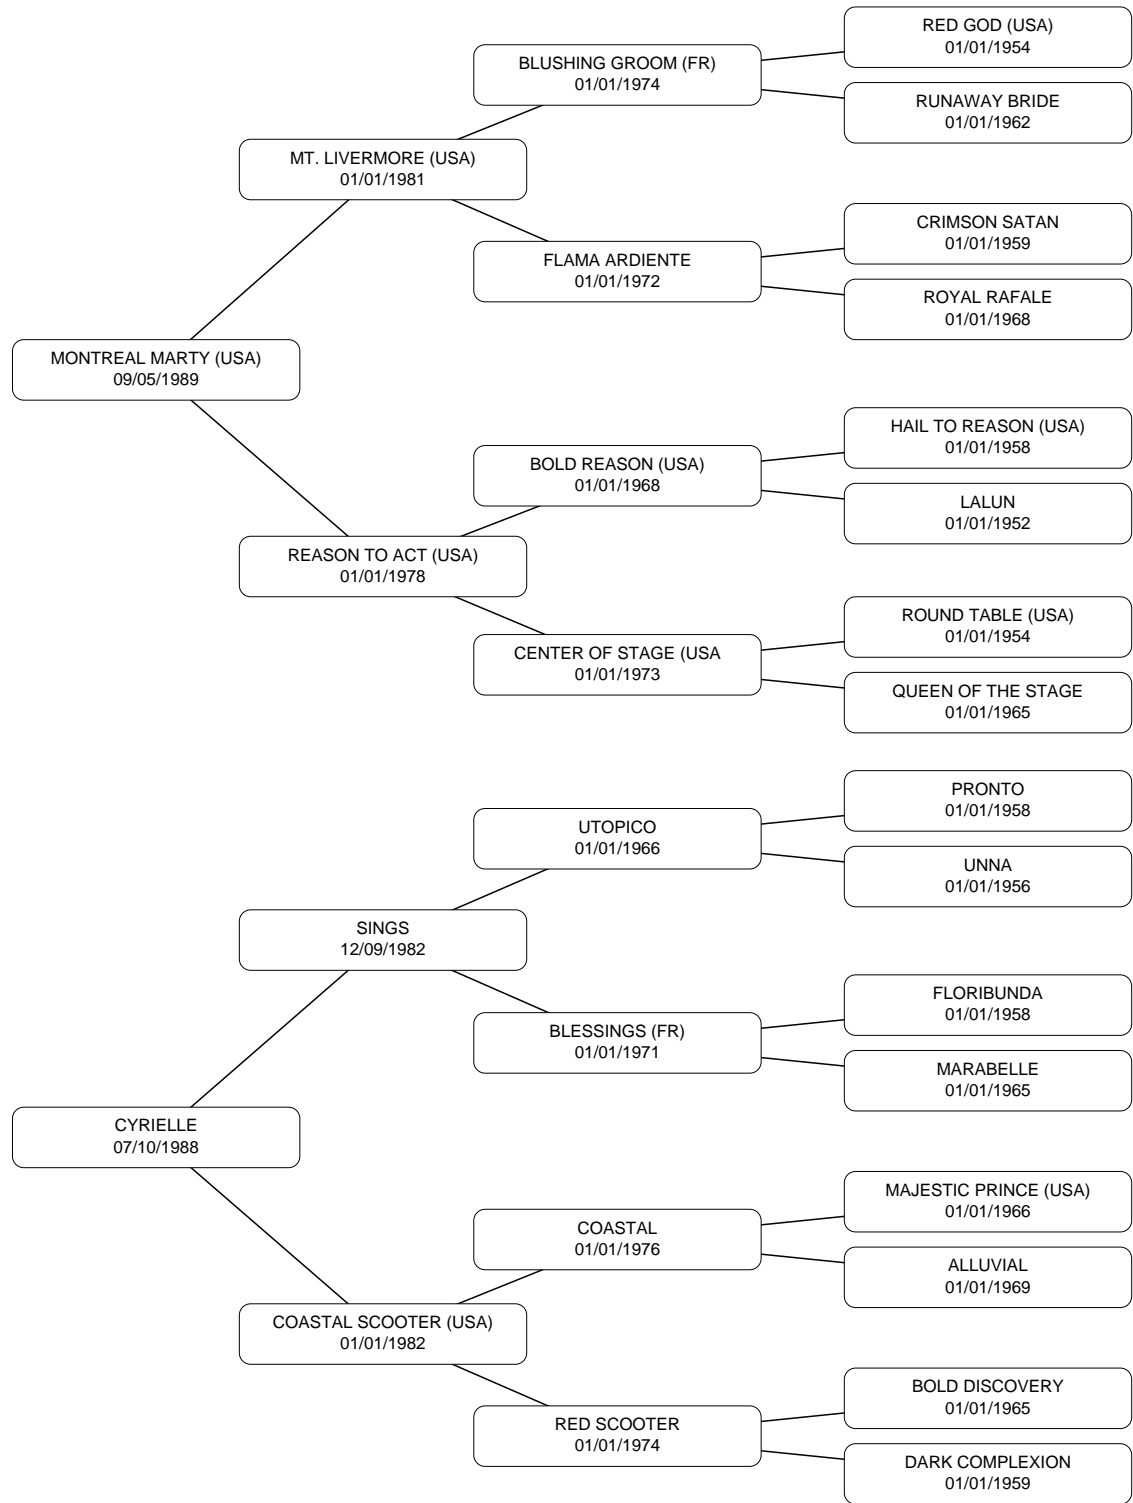 RED GOD (USA)
01/01/1954
BLUSHING GROOM (FR)
01/01/1974
RUNAWAY BRIDE
01/01/1962
MT. LIVERMORE (USA)
01/01/1981
CRIMSON SATAN
01/01/1959
FLAMA ARDIENTE
01/01/1972
ROYAL RAFALE
01/01/1968
MONTREAL MARTY (USA)
09/05/1989
HAIL TO REASON (USA)
01/01/1958
BOLD REASON (USA)
01/01/1968
LALUN
01/01/1952
REASON TO ACT (USA)
01/01/1978
ROUND TABLE (USA)
01/01/1954
CENTER OF STAGE (USA
01/01/1973
QUEEN OF THE STAGE
01/01/1965
PRONTO
01/01/1958
UTOPICO
01/01/1966
UNNA
01/01/1956
SINGS
12/09/1982
FLORIBUNDA
01/01/1958
BLESSINGS (FR)
01/01/1971
MARABELLE
01/01/1965
CYRIELLE
07/10/1988
MAJESTIC PRINCE (USA)
01/01/1966
COASTAL
01/01/1976
ALLUVIAL
01/01/1969
COASTAL SCOOTER (USA)
01/01/1982
BOLD DISCOVERY
01/01/1965
RED SCOOTER
01/01/1974
DARK COMPLEXION
01/01/1959